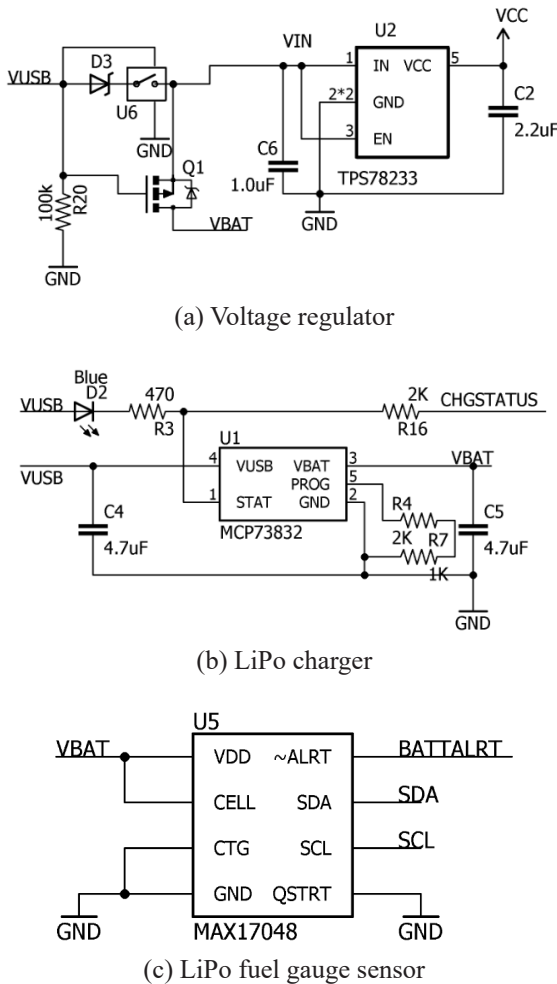 VCC
U2
D3
VIN
VUSB
1 IN VCC 5
U6
2*2 GND
C2
GND
3 EN
2.2uF
C6
Q1
1.0uF
TPS78233
100k
R20
VBAT
GND
GND
(a) Voltage regulator
Blue
D2
470
2K
VUSB
CHGSTATUS
R3
R16
U1
VUSB
4 VUSB VBAT 3
VBAT
PROG 5
1 STAT GND 2
R4
C4
C5
MCP73832
2K R7
4.7uF
4.7uF
1K
GND
(b) LiPo charger
U5
VBAT
VDD ~ALRT
BATTALRT
CELL SDA
SDA
CTG SCL
SCL
GND QSTRT
GND
MAX17048
GND
(c) LiPo fuel gauge sensor